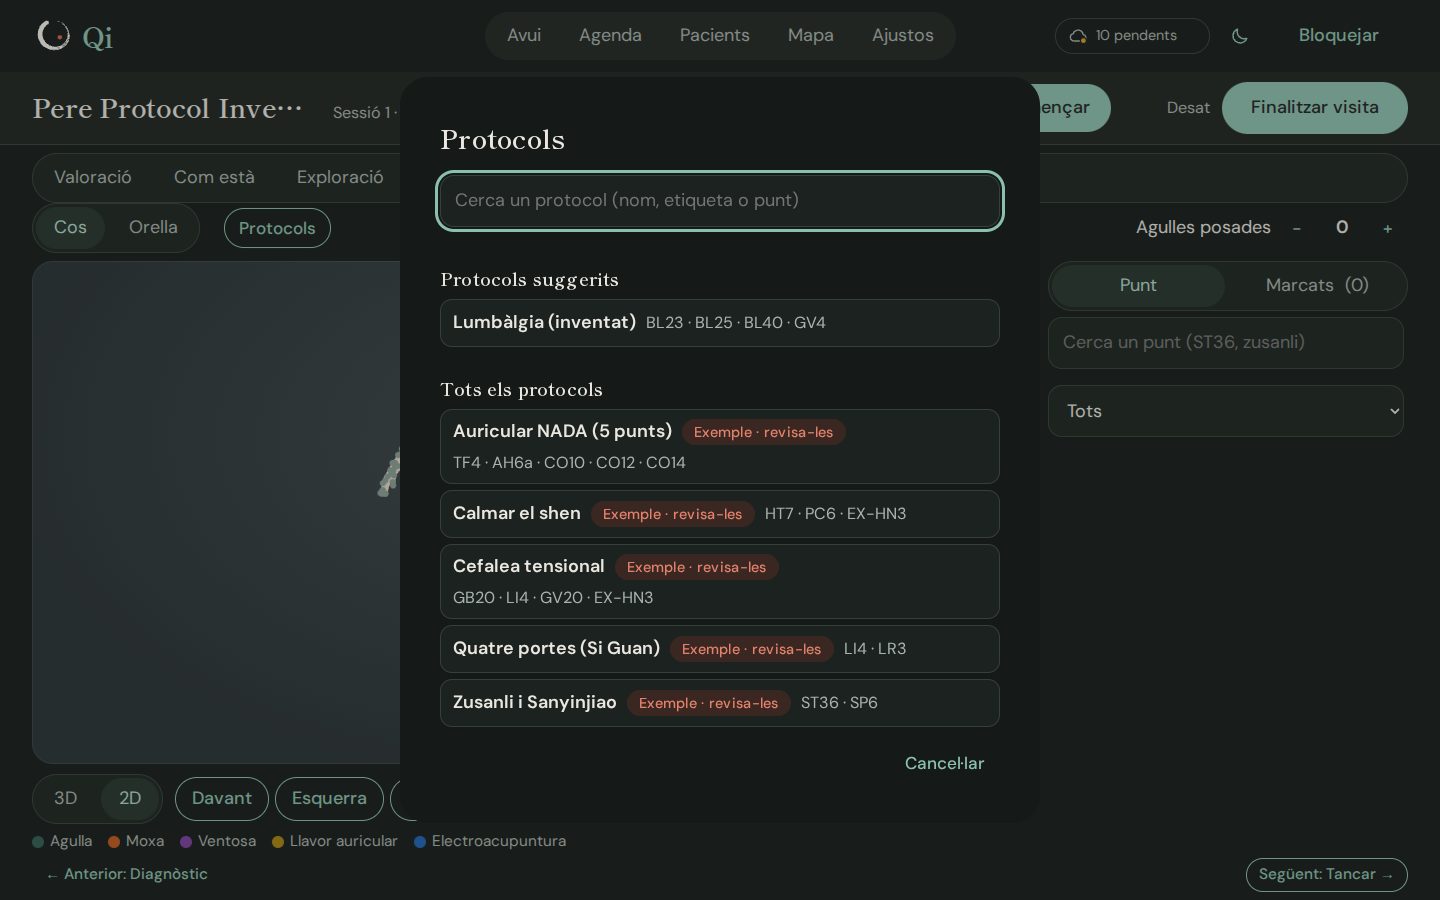 Qi
Avui Agenda Pacients Mapa Ajustos
10 pendents
Bloquejar
Pere Protocol Inve···
Sessió 1 ·
ençar
Desat
Finalitzar visita
Valoració Com està Exploració
Cos Orella
Protocols
Agulles posades - 0 +
Punt Marcats (0)
Cerca un punt (ST36, zusanli)
Tots
Protocols
Cerca un protocol (nom, etiqueta o punt)
Protocols suggerits
Lumbàlgia (inventat) BL23 · BL25 · BL40 · GV4
Tots els protocols
Auricular NADA (5 punts) Exemple · revisa-les
TF4 · AH6a · CO10 · CO12 · CO14
Calmar el shen Exemple · revisa-les HT7 · PC6 · EX-HN3
Cefalea tensional Exemple · revisa-les
GB20 · LI4 · GV20 · EX-HN3
Quatre portes (Si Guan) Exemple · revisa-les LI4 · LR3
Zusanli i Sanyinjiao Exemple · revisa-les ST36 · SP6
Cancel·lar
3D 2D Davant Esquerra
Agulla Moxa Ventosa Llavor auricular Electroacupuntura
← Anterior: Diagnòstic
Següent: Tancar →